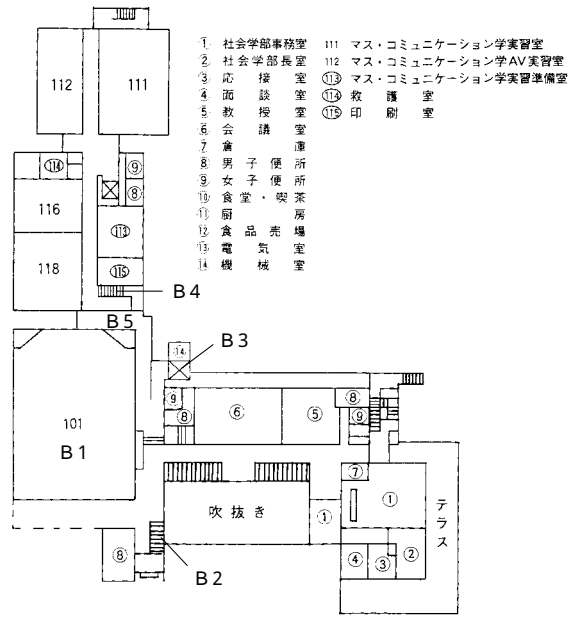 ① 社会学部事務室
② 社会学部長室
③ 応接室
④ 面談室
⑤ 教授室
⑥ 会議室
⑦ 倉庫
⑧ 男子便所
⑨ 女子便所
⑩ 食堂・喫茶
⑪ 厨房
⑫ 食品売場
⑬ 電気室
⑭ 機械室
111 マス・コミュニケーション学実習室
112 マス・コミュニケーション学AV実習室
(113) マス・コミュニケーション学実習準備室
(114) 救護室
(115) 印刷室
112
111
(114)
⑨
⑧
116
(113)
118
(115)
B4
B5
B3
⑭
101
B1
⑨
⑧
⑥
⑤
⑧
⑨
⑦
①
吹抜き
①
テラス
⑧
B2
④
③
②